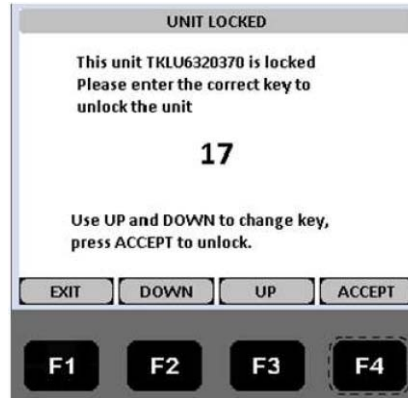 UNIT LOCKED
This unit TKLU6320370 is locked
Please enter the correct key to
unlock the unit
17
Use UP and DOWN to change key,
press ACCEPT to unlock.
EXIT DOWN UP ACCEPT
F1 F2 F3 F4